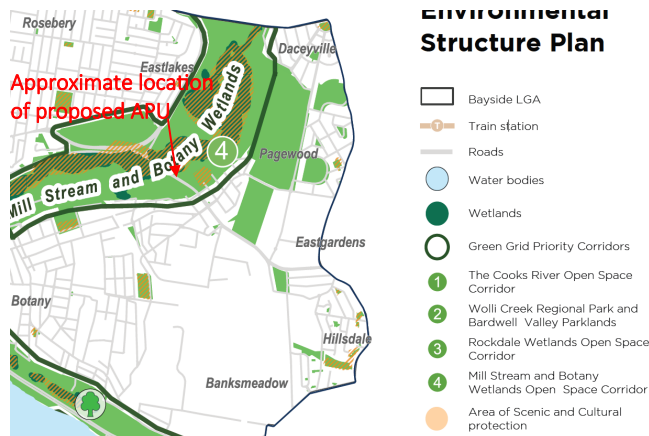 Rosebery
Daceyville
Eastlakes
Approximate location
of proposed ARU
Mill Stream and Botany Wetlands
4
Pagewood
Eastgardens
Botany
Hillsdale
Banksmeadow
Environmental
Structure Plan
Bayside LGA
T
Train station
Roads
Water bodies
Wetlands
Green Grid Priority Corridors
1
The Cooks River Open Space
Corridor
2
Wolli Creek Regional Park and
Bardwell Valley Parklands
3
Rockdale Wetlands Open Space
Corridor
4
Mill Stream and Botany
Wetlands Open Space Corridor
Area of Scenic and Cultural
protection